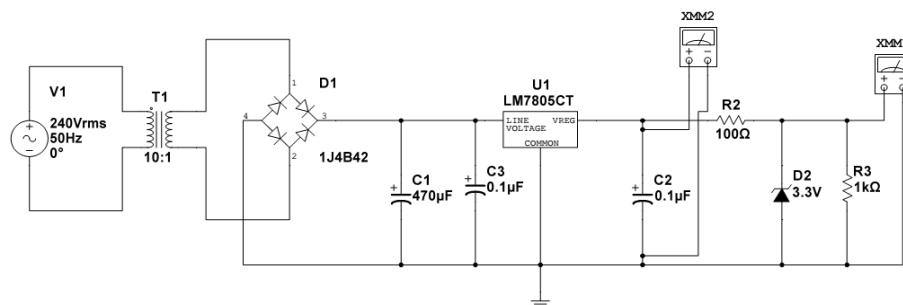 XMM2
+ −
XMM
+ −
V1
240Vrms
50Hz
0°
T1
10:1
1
D1
4
3
2
1J4B42
U1
LM7805CT
LINE
VOLTAGE
VREG
COMMON
C1
470µF
C3
0.1µF
C2
0.1µF
R2
100Ω
D2
3.3V
R3
1kΩ